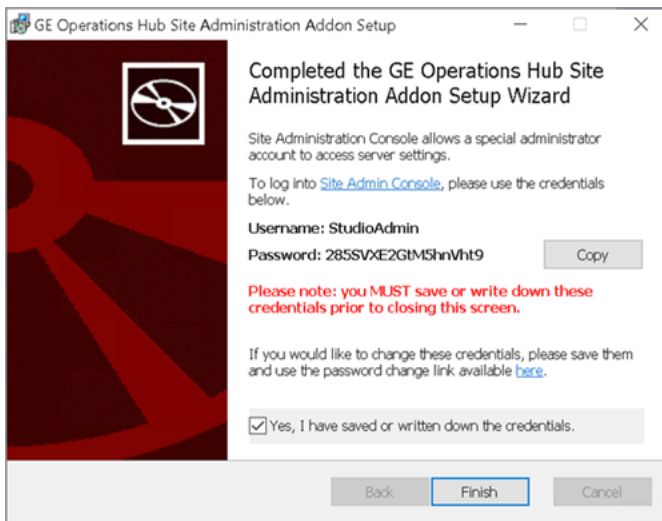 GE Operations Hub Site Administration Addon Setup
Completed the GE Operations Hub Site
Administration Addon Setup Wizard
Site Administration Console allows a special administrator
account to access server settings.
To log into Site Admin Console, please use the credentials
below.
Username: StudioAdmin
Password: 285SVXE2GtM5hnVht9
Copy
Please note: you MUST save or write down these
credentials prior to closing this screen.
If you would like to change these credentials, please save them
and use the password change link available here.
Yes, I have saved or written down the credentials.
Back
Finish
Cancel